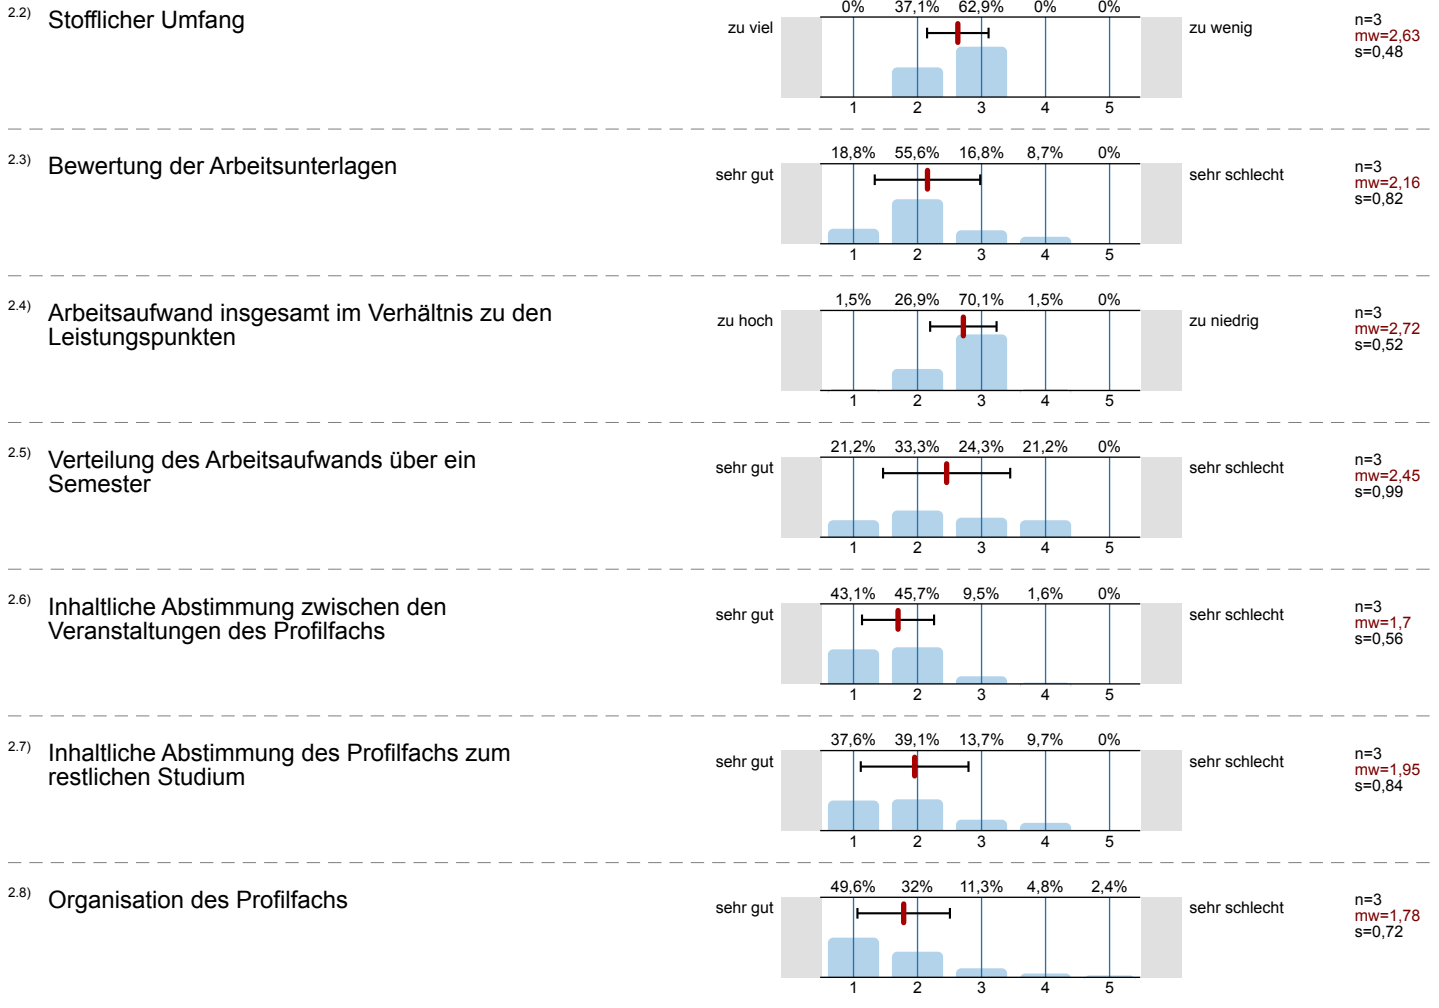 2.2) Stofflicher Umfang
0% 37,1% 62,9% 0% 0%
zu viel
zu wenig
n=3
mw=2,63
s=0,48
1 2 3 4 5
2.3) Bewertung der Arbeitsunterlagen
18,8% 55,6% 16,8% 8,7% 0%
sehr gut
sehr schlecht
n=3
mw=2,16
s=0,82
1 2 3 4 5
2.4) Arbeitsaufwand insgesamt im Verhältnis zu den
Leistungspunkten
1,5% 26,9% 70,1% 1,5% 0%
zu hoch
zu niedrig
n=3
mw=2,72
s=0,52
1 2 3 4 5
2.5) Verteilung des Arbeitsaufwands über ein
Semester
21,2% 33,3% 24,3% 21,2% 0%
sehr gut
sehr schlecht
n=3
mw=2,45
s=0,99
1 2 3 4 5
2.6) Inhaltliche Abstimmung zwischen den
Veranstaltungen des Profilfachs
43,1% 45,7% 9,5% 1,6% 0%
sehr gut
sehr schlecht
n=3
mw=1,7
s=0,56
1 2 3 4 5
2.7) Inhaltliche Abstimmung des Profilfachs zum
restlichen Studium
37,6% 39,1% 13,7% 9,7% 0%
sehr gut
sehr schlecht
n=3
mw=1,95
s=0,84
1 2 3 4 5
2.8) Organisation des Profilfachs
49,6% 32% 11,3% 4,8% 2,4%
sehr gut
sehr schlecht
n=3
mw=1,78
s=0,72
1 2 3 4 5